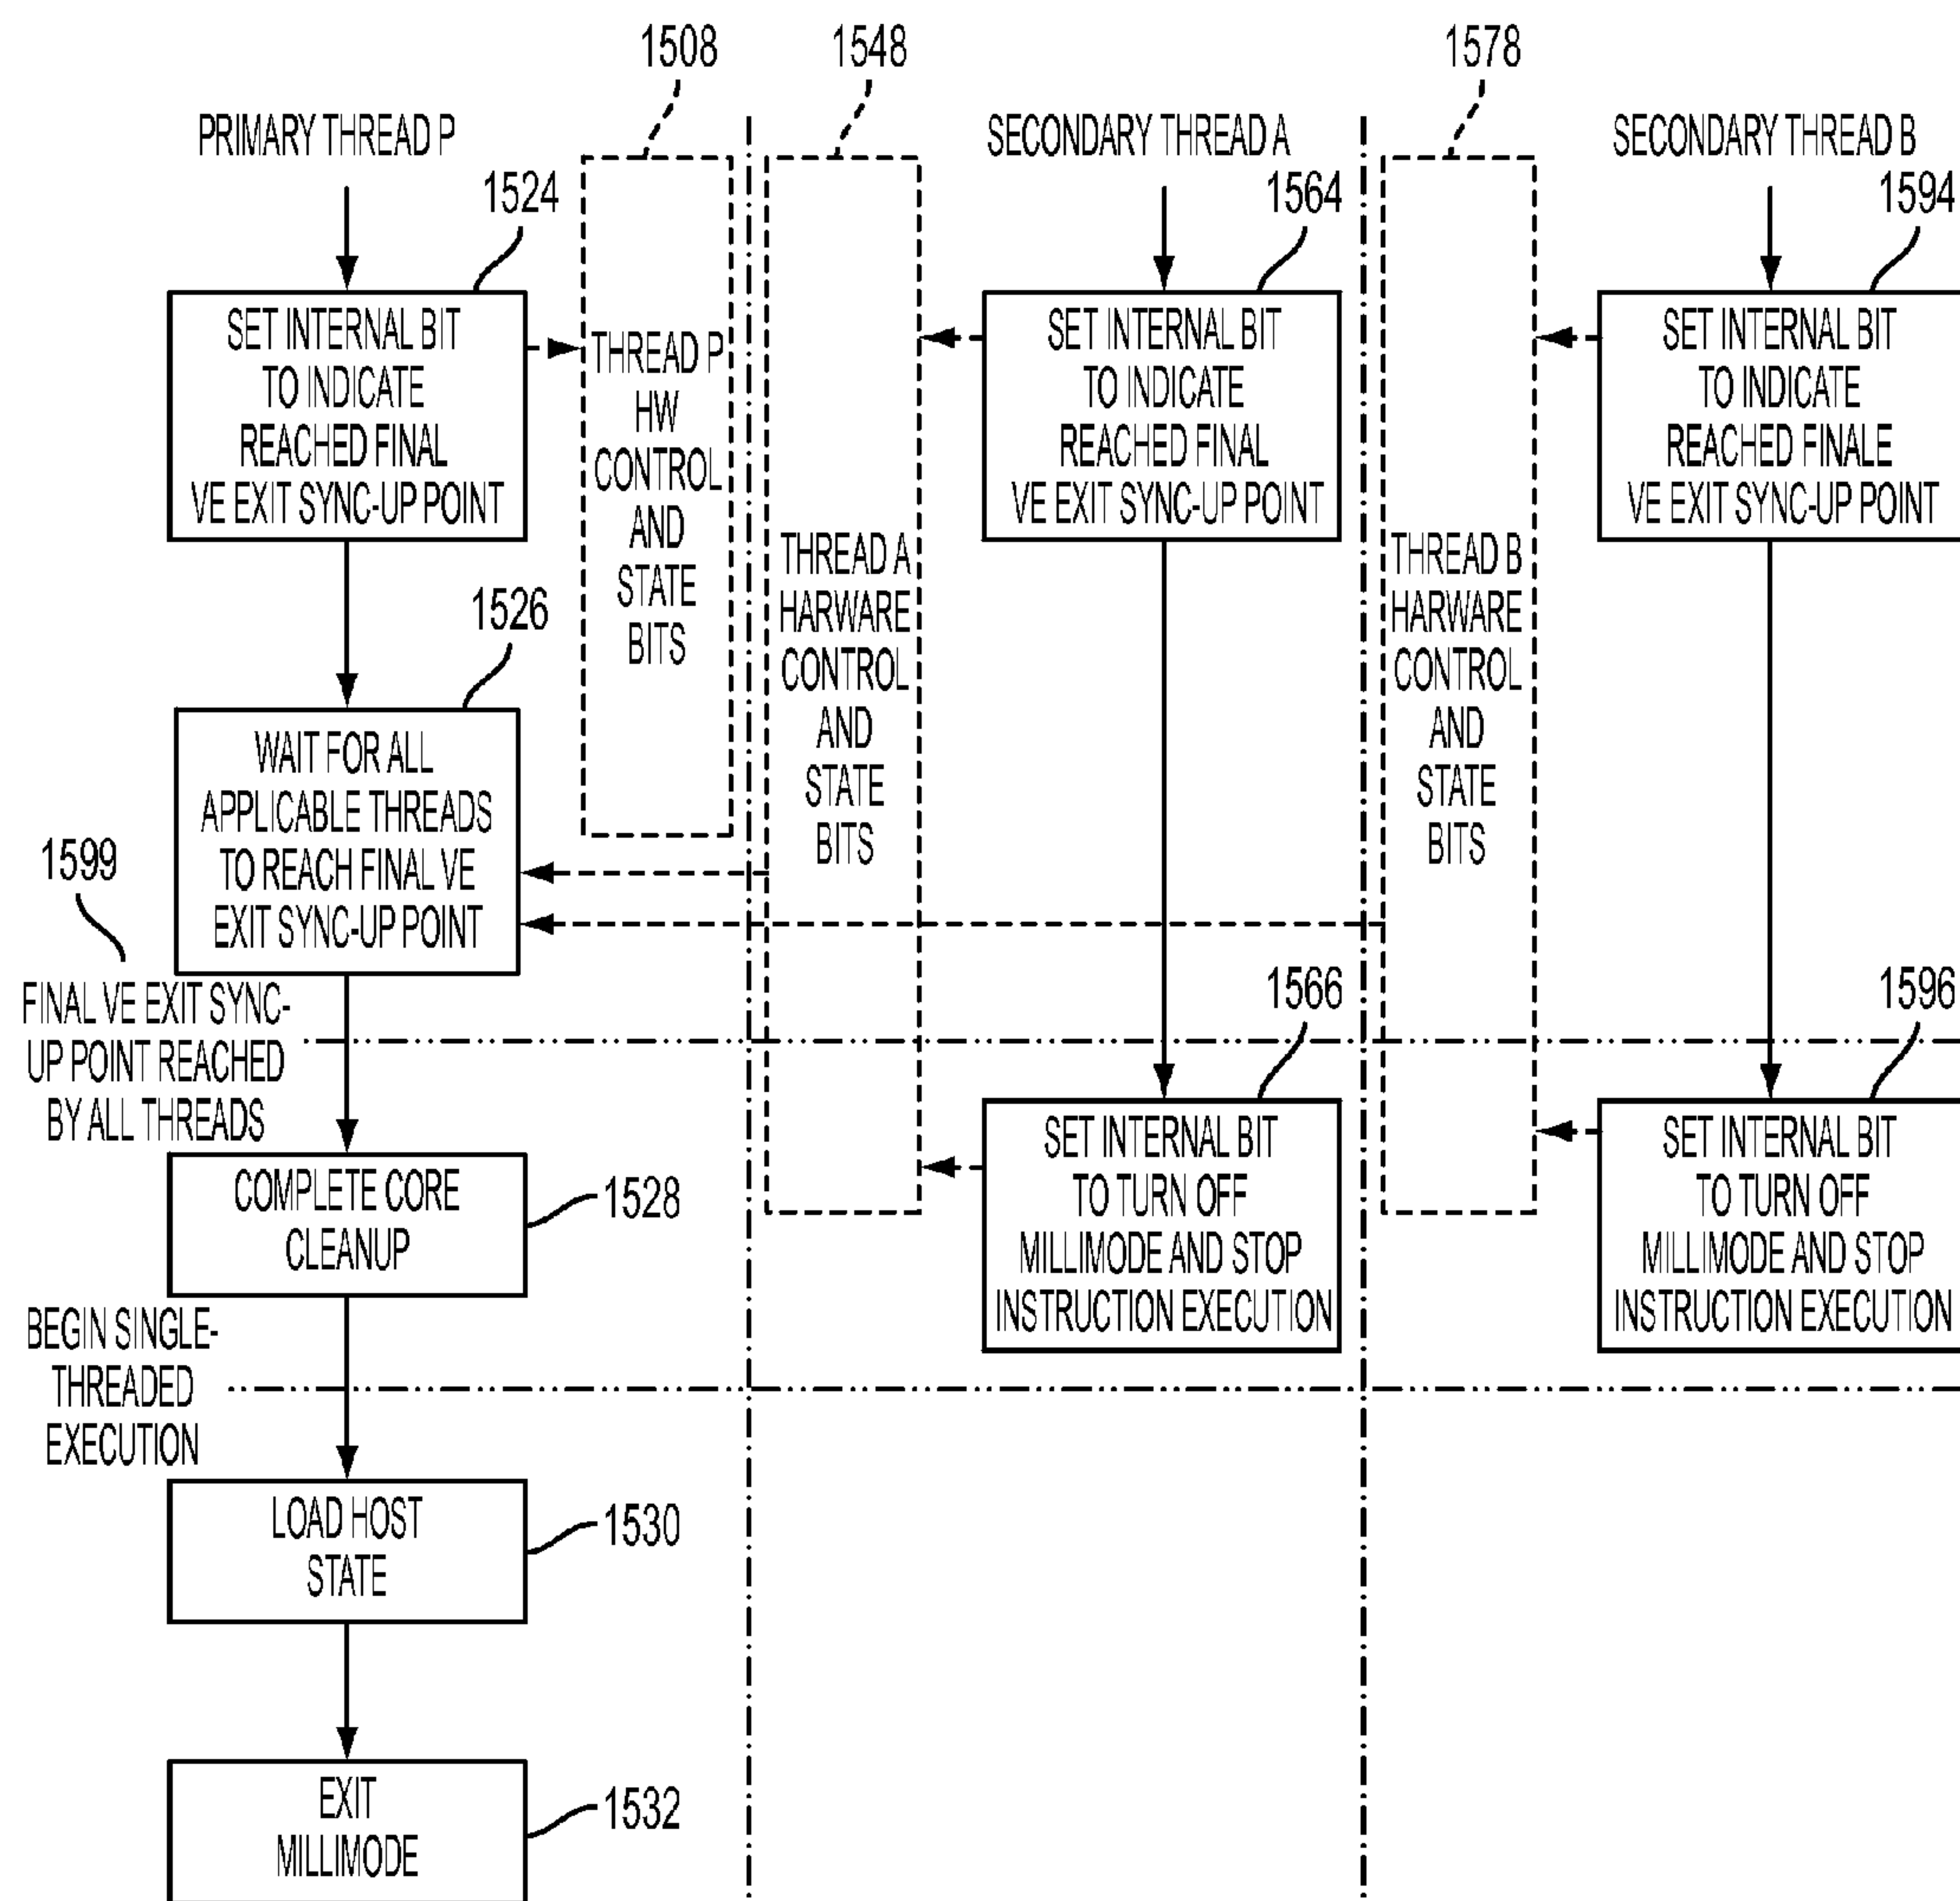 1508
1548
1578
PRIMARY THREAD P
SECONDARY THREAD A
SECONDARY THREAD B
1524
1564
1594
SET INTERNAL BIT
TO INDICATE
REACHED FINAL
VE EXIT SYNC-UP POINT
THREAD P
HW
CONTROL
AND
STATE
BITS
SET INTERNAL BIT
TO INDICATE
REACHED FINAL
VE EXIT SYNC-UP POINT
SET INTERNAL BIT
TO INDICATE
REACHED FINALE
VE EXIT SYNC-UP POINT
THREAD A
HARWARE
CONTROL
AND
STATE
BITS
THREAD B
HARWARE
CONTROL
AND
STATE
BITS
1526
WAIT FOR ALL
APPLICABLE THREADS
TO REACH FINAL VE
EXIT SYNC-UP POINT
1599
FINAL VE EXIT SYNC-
UP POINT REACHED
BY ALL THREADS
1566
1596
SET INTERNAL BIT
TO TURN OFF
MILLIMODE AND STOP
INSTRUCTION EXECUTION
SET INTERNAL BIT
TO TURN OFF
MILLIMODE AND STOP
INSTRUCTION EXECUTION
COMPLETE CORE
CLEANUP
1528
BEGIN SINGLE-
THREADED
EXECUTION
LOAD HOST
STATE
1530
EXIT
MILLIMODE
1532